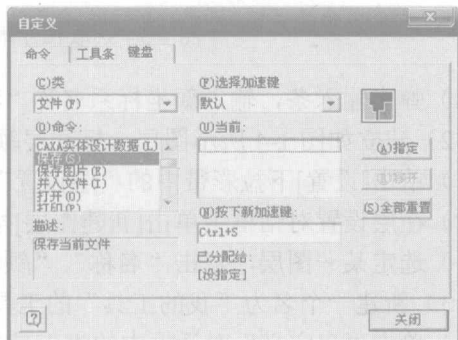 自定义
命令 工具条 键盘
(C)类
文件(F)
(O)命令:
CAXA实体设计数据(L)
保存(S)
保存图片(E)
并入文件(I)
打开(O)
打印(P)
描述:
保存当前文件
(F)选择加速键
默认
(U)当前:
(N)按下新加速键:
Ctrl+S
已分配给:
[没指定]
(A)指定
(S)全部重置
关闭